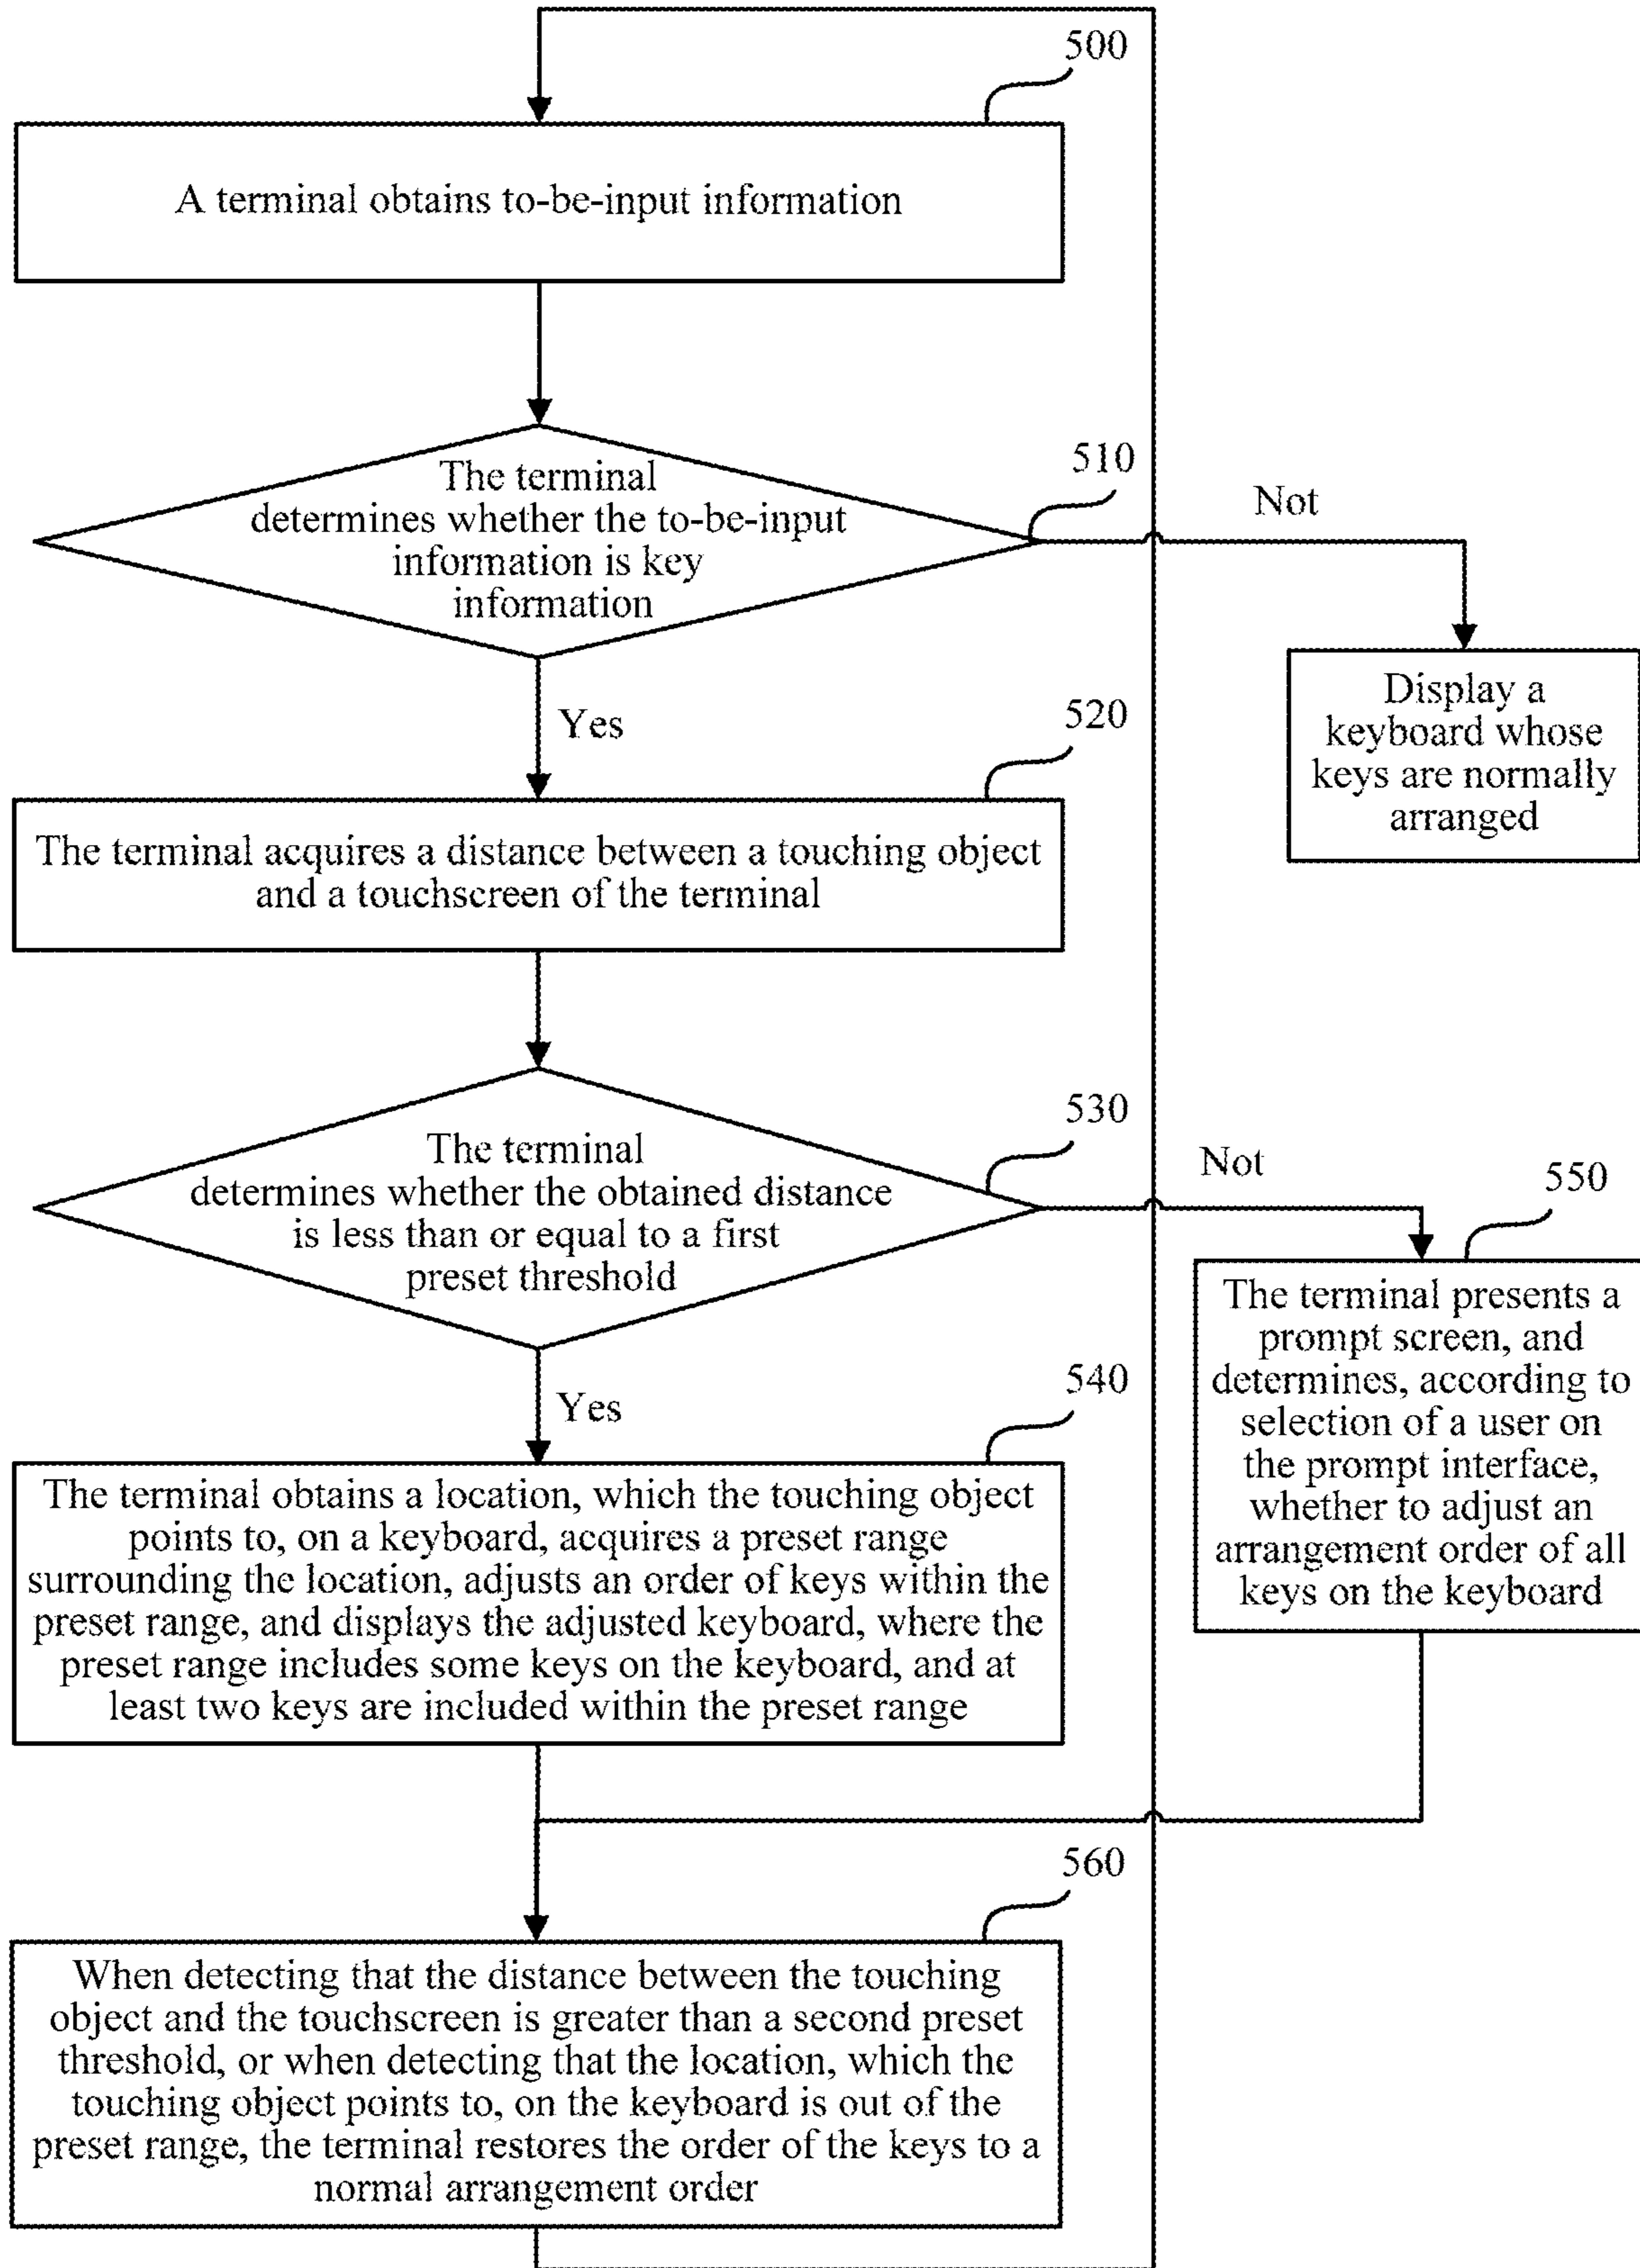 500
A terminal obtains to-be-input information
510
The terminal
determines whether the to-be-input
information is key
information
Not
Display a
keyboard whose
keys are normally
arranged
Yes
520
The terminal acquires a distance between a touching object
and a touchscreen of the terminal
530
The terminal
determines whether the obtained distance
is less than or equal to a first
preset threshold
Not
550
The terminal presents a
prompt screen, and
determines, according to
selection of a user on
the prompt interface,
whether to adjust an
arrangement order of all
keys on the keyboard
Yes
540
The terminal obtains a location, which the touching object
points to, on a keyboard, acquires a preset range
surrounding the location, adjusts an order of keys within the
preset range, and displays the adjusted keyboard, where the
preset range includes some keys on the keyboard, and at
least two keys are included within the preset range
560
When detecting that the distance between the touching
object and the touchscreen is greater than a second preset
threshold, or when detecting that the location, which the
touching object points to, on the keyboard is out of the
preset range, the terminal restores the order of the keys to a
normal arrangement order